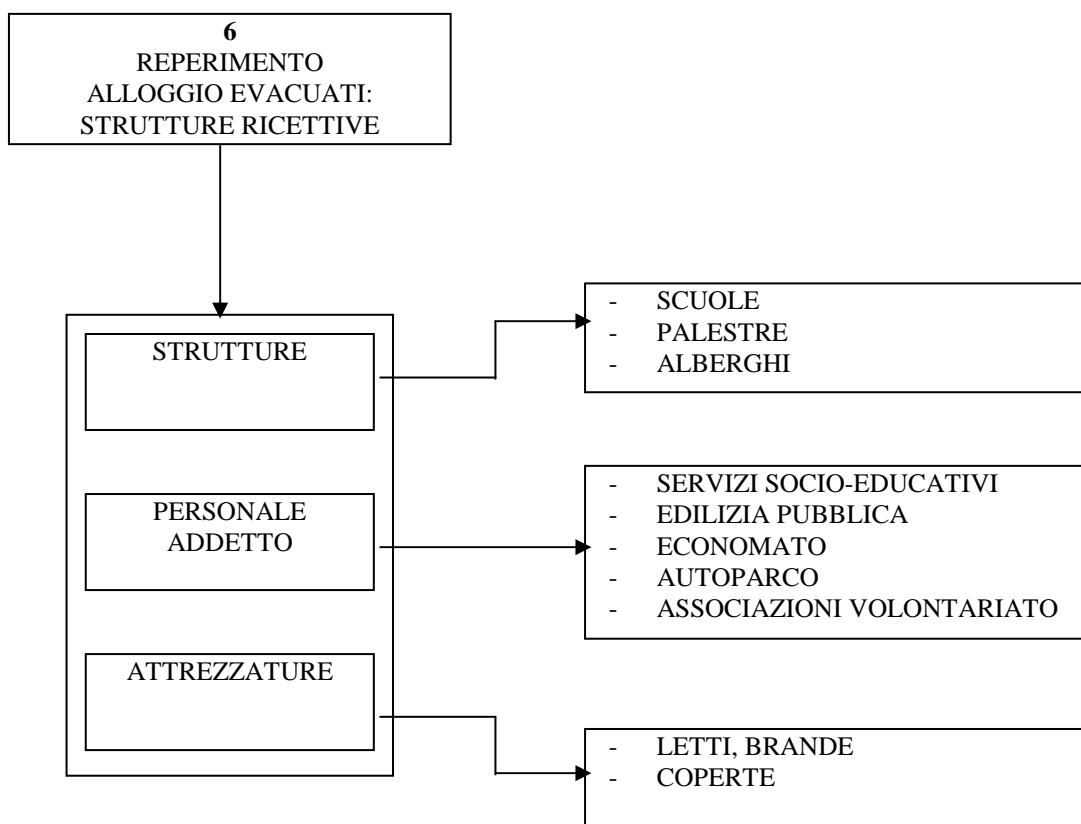 6
REPERIMENTO
ALLOGGIO EVACUATI:
STRUTTURE RICETTIVE
STRUTTURE
- SCUOLE
- PALESTRE
- ALBERGHI
PERSONALE
ADDETTO
- SERVIZI SOCIO-EDUCATIVI
- EDILIZIA PUBBLICA
- ECONOMATO
- AUTOPARCO
- ASSOCIAZIONI VOLONTARIATO
ATTREZZATURE
- LETTI, BRANDE
- COPERTE